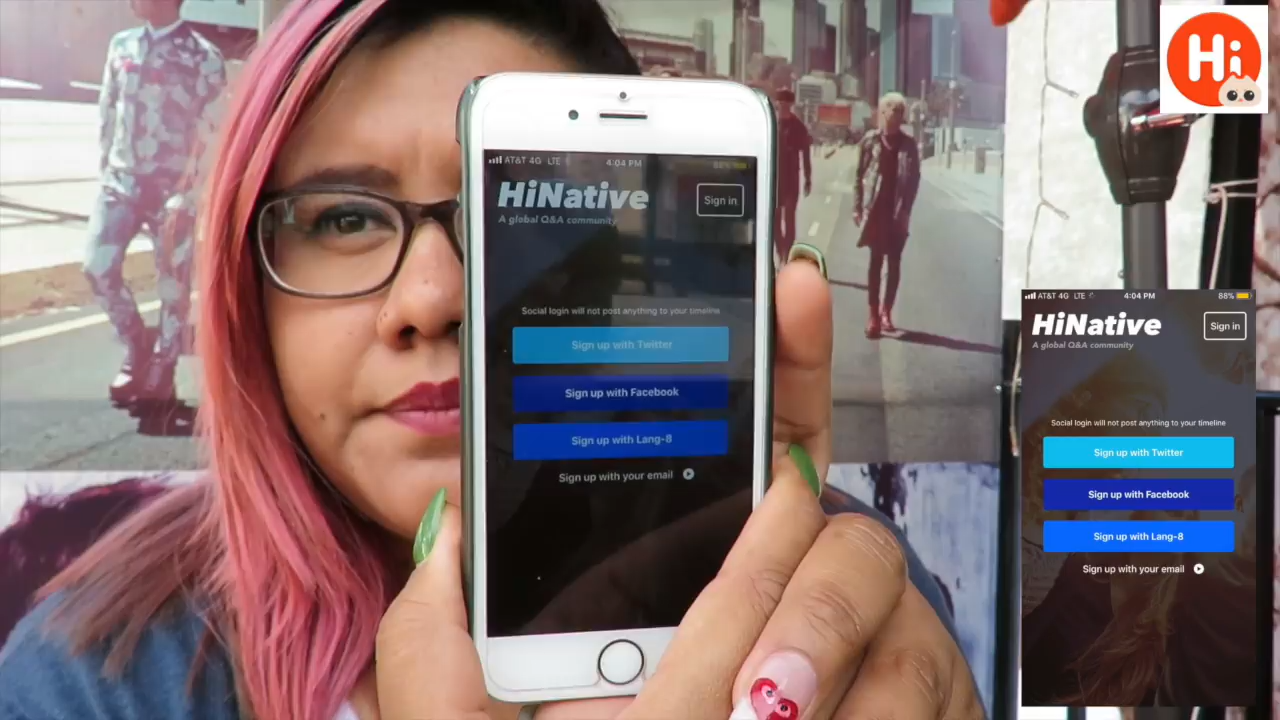 Hi
AT&T 4G LTE 4:04 PM 88%
HiNative
A global Q&A community
Sign in
Social login will not post anything to your timeline
Sign up with Twitter
Sign up with Facebook
Sign up with Lang-8
Sign up with your email
AT&T 4G LTE 4:04 PM 88%
HiNative
A global Q&A community
Sign in
Social login will not post anything to your timeline
Sign up with Twitter
Sign up with Facebook
Sign up with Lang-8
Sign up with your email